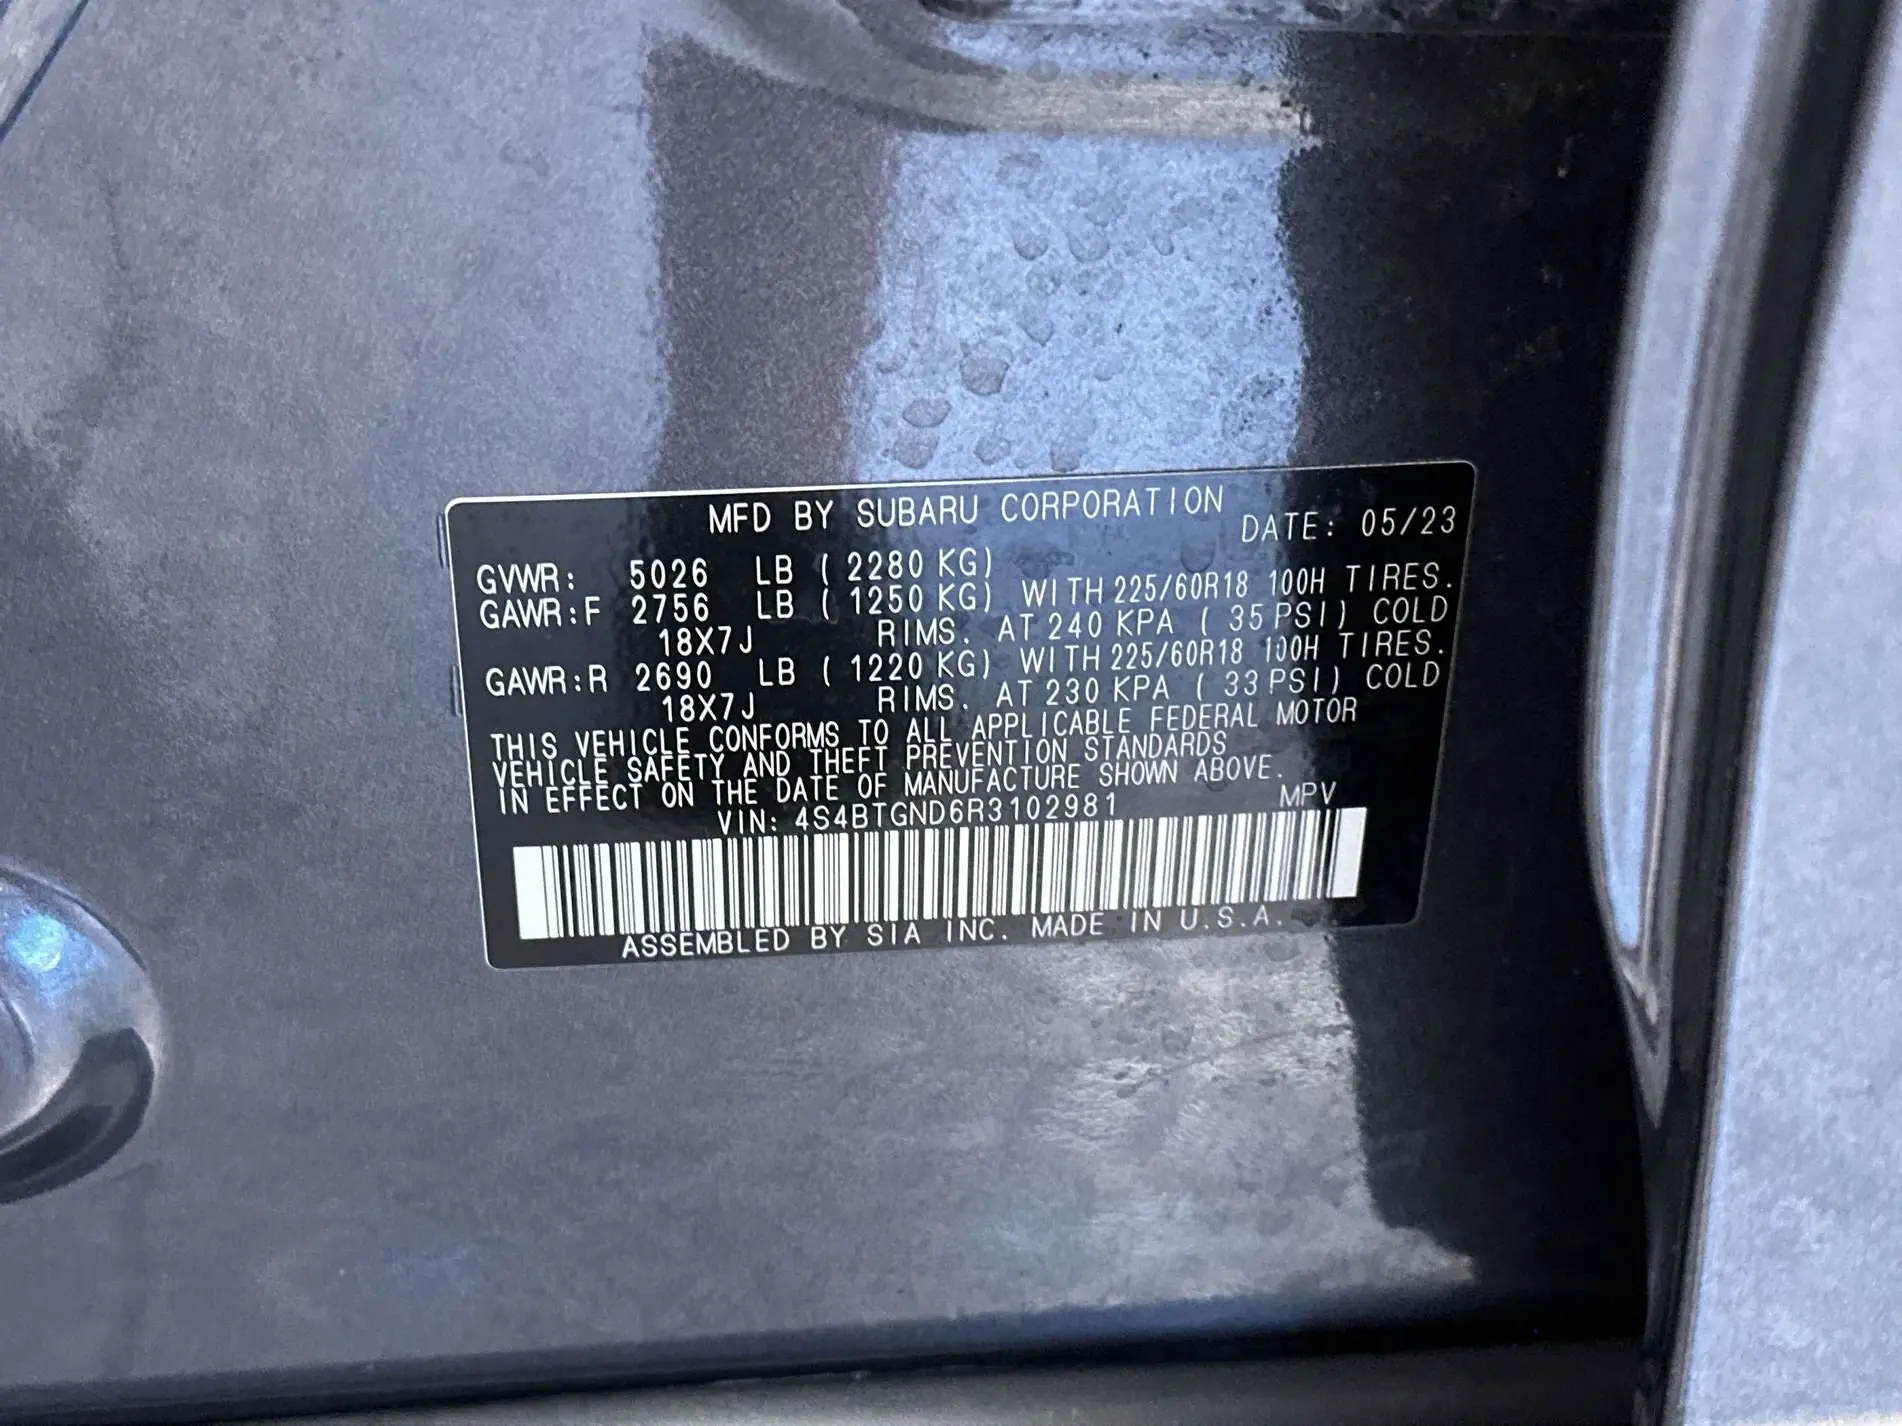 MFD BY SUBARU CORPORATION DATE: 05/23
GVWR: 5026 LB ( 2280 KG)
GAWR:F 2756 LB ( 1250 KG) WITH 225/60R18 100H TIRES.
18X7J RIMS. AT 240 KPA ( 35 PSI) COLD
GAWR:R 2690 LB ( 1220 KG) WITH 225/60R18 100H TIRES.
18X7J RIMS. AT 230 KPA ( 33 PSI) COLD
THIS VEHICLE CONFORMS TO ALL APPLICABLE FEDERAL MOTOR
VEHICLE SAFETY AND THEFT PREVENTION STANDARDS
IN EFFECT ON THE DATE OF MANUFACTURE SHOWN ABOVE.
VIN: 4S4BTGND6R3102981 MPV
ASSEMBLED BY SIA INC. MADE IN U.S.A.